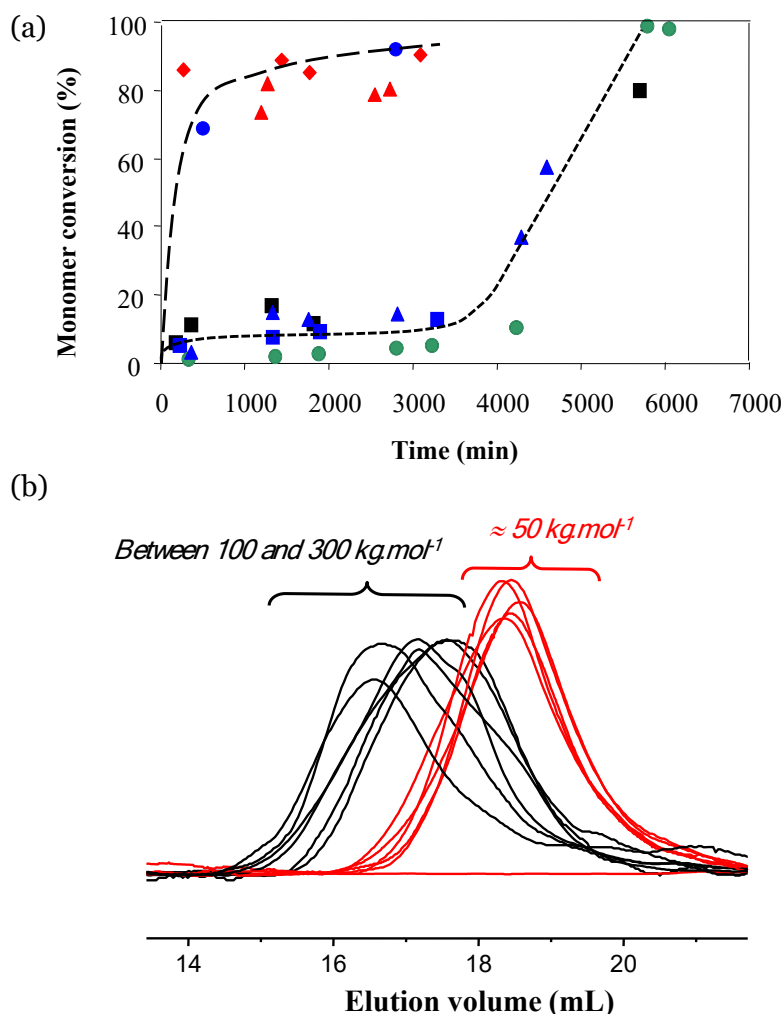 (a)
Monomer conversion (%)
100
80
60
40
20
0
0 1000 2000 3000 4000 5000 6000 7000
Time (min)
(b)
Between 100 and 300 kg.mol⁻¹
≈ 50 kg.mol⁻¹
14 16 18 20
Elution volume (mL)